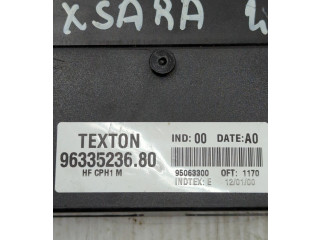 XSARA
TEXTON
96335236.80
HF CPH1 M
IND: 00 DATE: A0
95063300 OFT: 1170
INDTEX: E 12/01/00